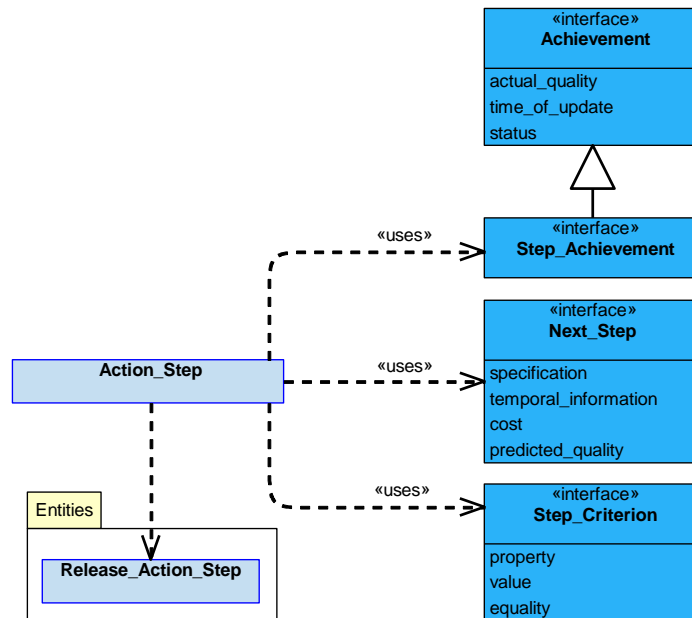 «interface»
Achievement
actual_quality
time_of_update
status
«uses»
«interface»
Step_Achievement
«interface»
Next_Step
specification
temporal_information
cost
predicted_quality
Action_Step
«uses»
«uses»
«interface»
Step_Criterion
property
value
equality
Entities
Release_Action_Step